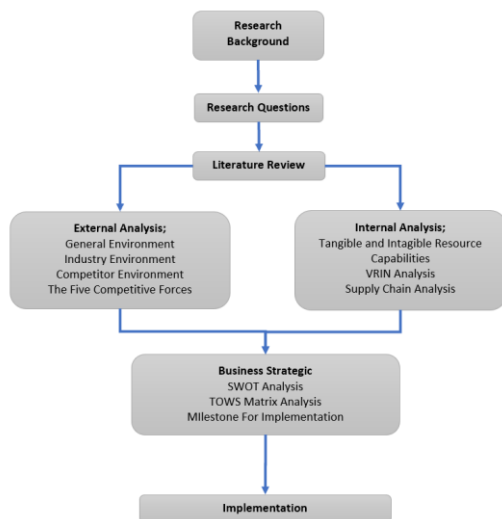 Research
Background
Research Questions
Literature Review
External Analysis;
General Environment
Industry Environment
Competitor Environment
The Five Competitive Forces
Internal Analysis;
Tangible and Intagible Resource
Capabilities
VRIN Analysis
Supply Chain Analysis
Business Strategic
SWOT Analysis
TOWS Matrix Analysis
MIlestone For Implementation
Implementation